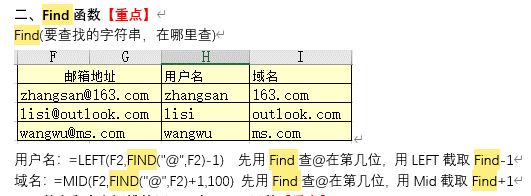 二、Find 函数【重点】
Find(要查找的字符串，在哪里查)
F G H I
邮箱地址 用户名 域名
zhangsan@163.com zhangsan 163.com
lisi@outlook.com lisi outlook.com
wangwu@ms.com wangwu ms.com
用户名：=LEFT(F2,FIND("@",F2)-1) 先用 Find 查@在第几位，用 LEFT 截取 Find-1
域名：=MID(F2,FIND("@",F2)+1,100) 先用 Find 查@在第几位，用 Mid 截取 Find+1